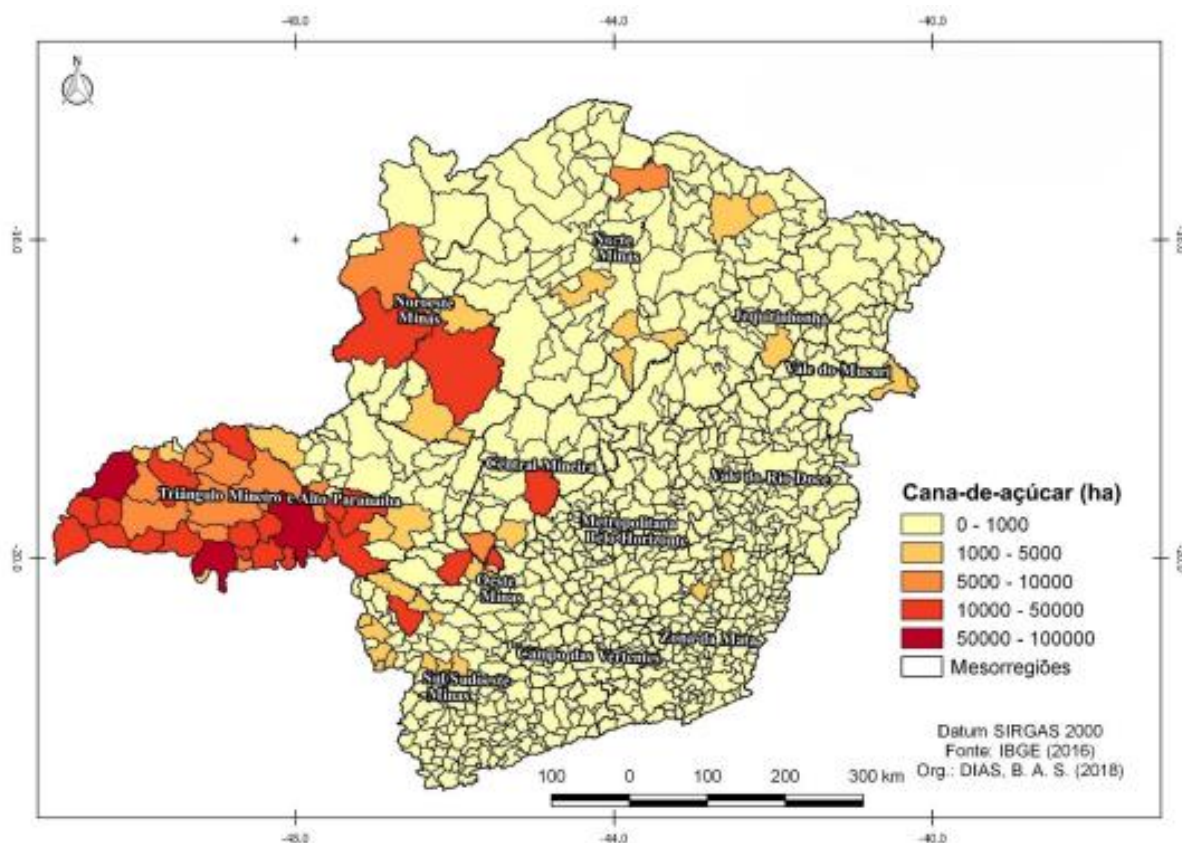 -48.0
-44.0
-40.0
N
Norte
Minas
Noroeste
Minas
Jequitinhonha
Vale do Mucuri
Central Mineira
Vale do Rio Doce
Triângulo Mineiro e Alto Paranaíba
Metropolitana
Belo Horizonte
Oeste
Minas
Zona da Mata
Campo das Vertentes
Sul/Sudoeste
Minas
Cana-de-açúcar (ha)
0 - 1000
1000 - 5000
5000 - 10000
10000 - 50000
50000 - 100000
Mesorregiões
Datum SIRGAS 2000
Fonte: IBGE (2016)
Org.: DIAS, B. A. S. (2018)
100 0 100 200 300 km
-48.0
-44.0
-40.0